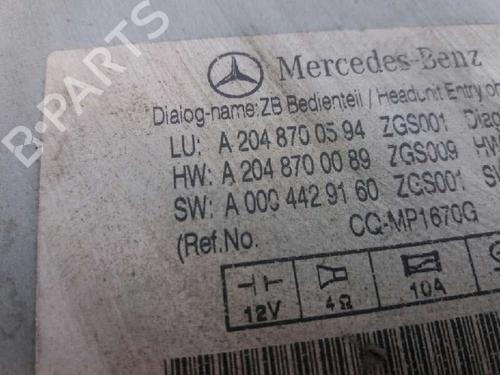 Mercedes-Benz
Dialog-name: ZB Bedienteil / Headunit Entry
LU: A 204 870 05 94 ZGS001
HW: A 204 870 00 89 ZGS009 HW
SW: A 000 442 91 60 ZGS001
(Ref.No. CQ-MP1670G
12V 4Ω 10A
B-PARTS